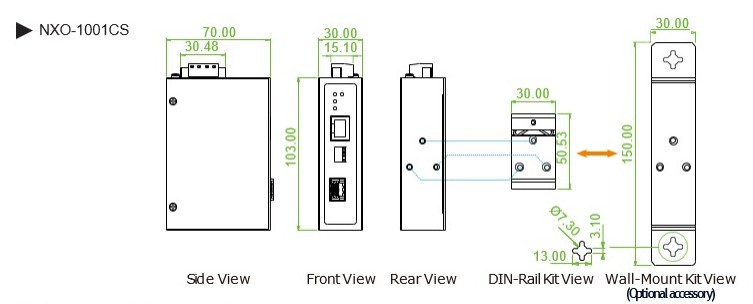 NXO-1001CS
70.00
30.48
30.00
15.10
103.00
30.00
50.53
30.00
150.00
Ø7.30
3.10
13.00
Side View
Front View
Rear View
DIN-Rail Kit View
Wall-Mount Kit View
(Optional accessory)